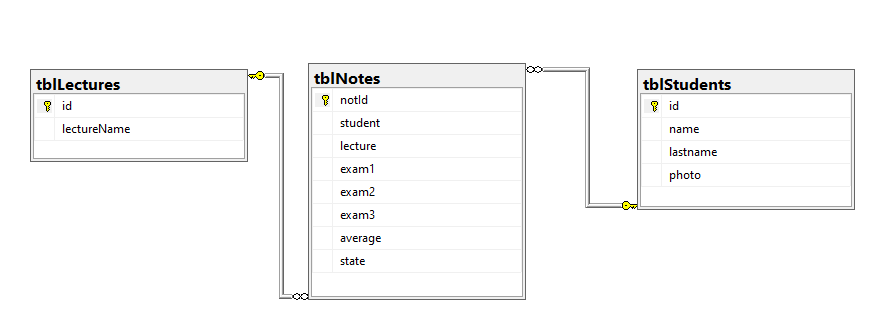 tblLectures
id
lectureName
tblNotes
notId
student
lecture
exam1
exam2
exam3
average
state
tblStudents
id
name
lastname
photo